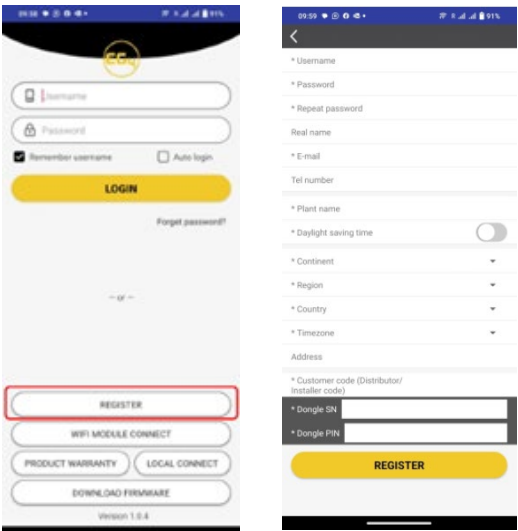 09:58
91%
EG4
Username
Password
Remember username
Auto login
LOGIN
Forget password?
-- or --
REGISTER
WIFI MODULE CONNECT
PRODUCT WARRANTY
LOCAL CONNECT
DOWNLOAD FIRMWARE
Version 1.0.4
09:59
91%
* Username
* Password
* Repeat password
Real name
* E-mail
Tel number
* Plant name
* Daylight saving time
* Continent
* Region
* Country
* Timezone
Address
* Customer code (Distributor/
Installer code)
* Dongle SN
* Dongle PIN
REGISTER